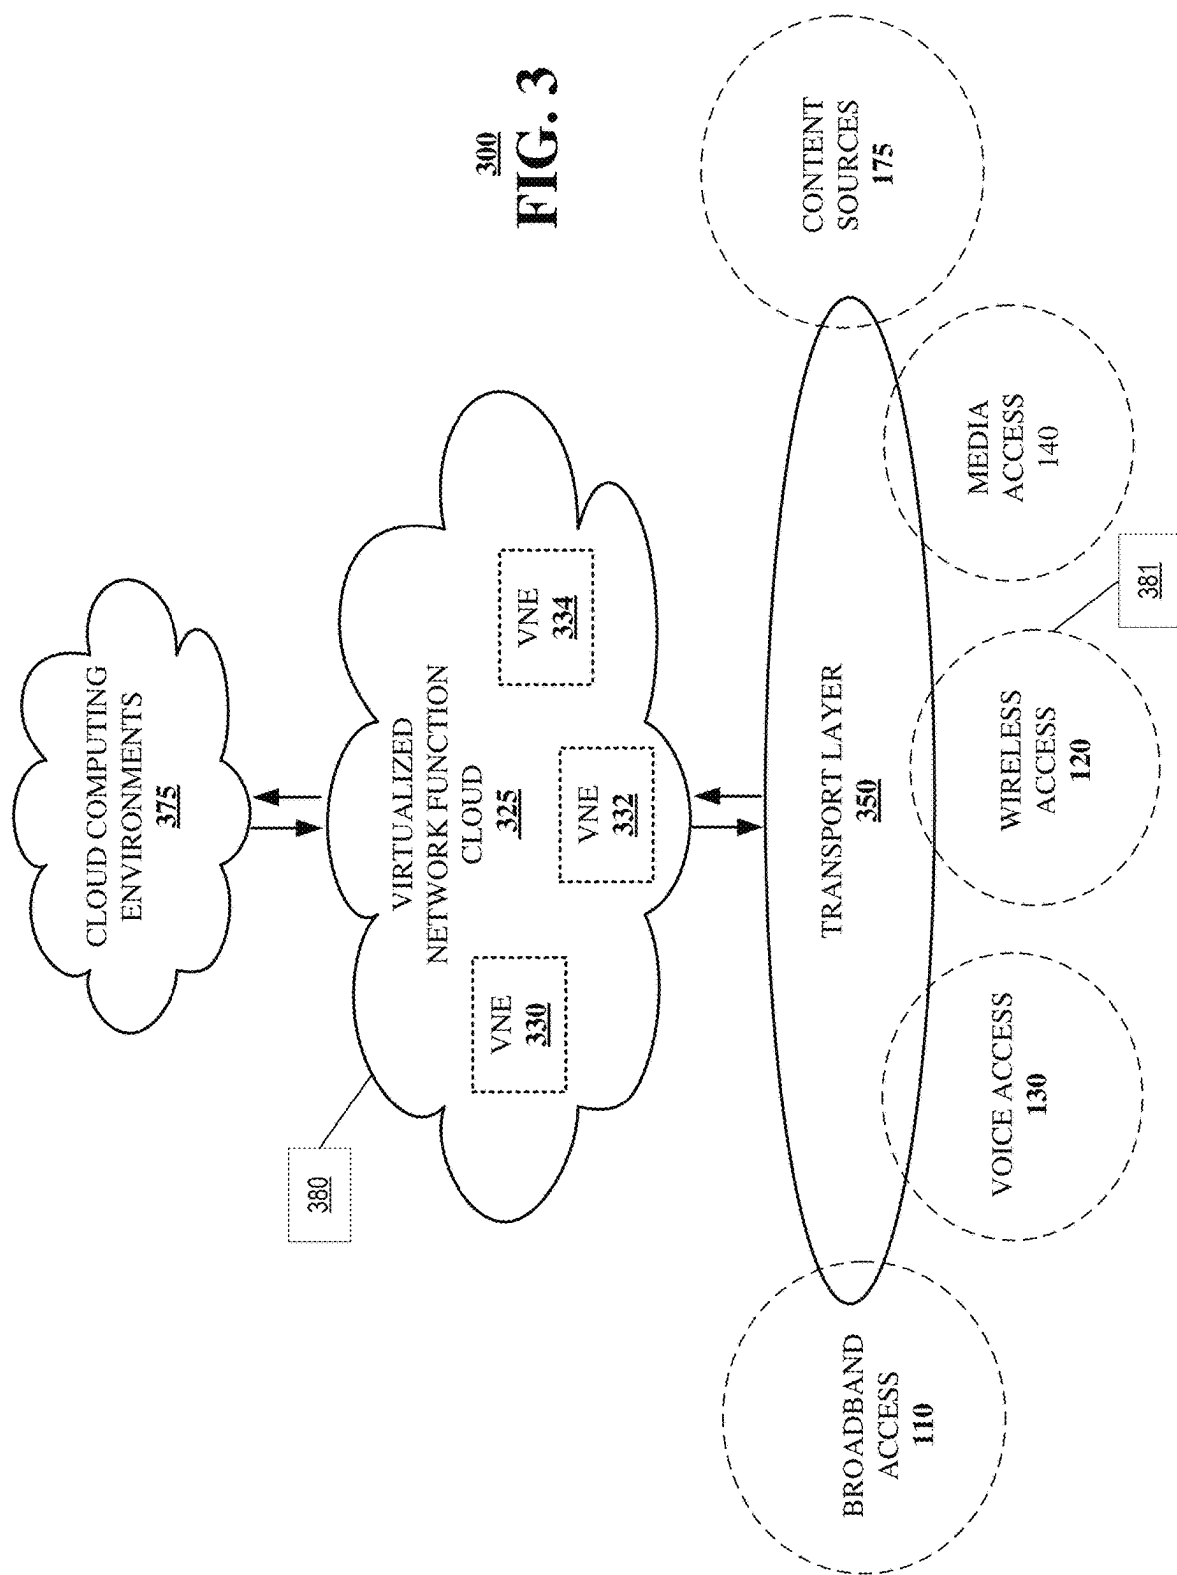 CLOUD COMPUTING
ENVIRONMENTS
375
380
VIRTUALIZED
NETWORK FUNCTION
CLOUD
325
VNE
330
VNE
332
VNE
334
300
FIG. 3
TRANSPORT LAYER
350
BROADBAND
ACCESS
110
VOICE ACCESS
130
WIRELESS
ACCESS
120
381
MEDIA
ACCESS
140
CONTENT
SOURCES
175